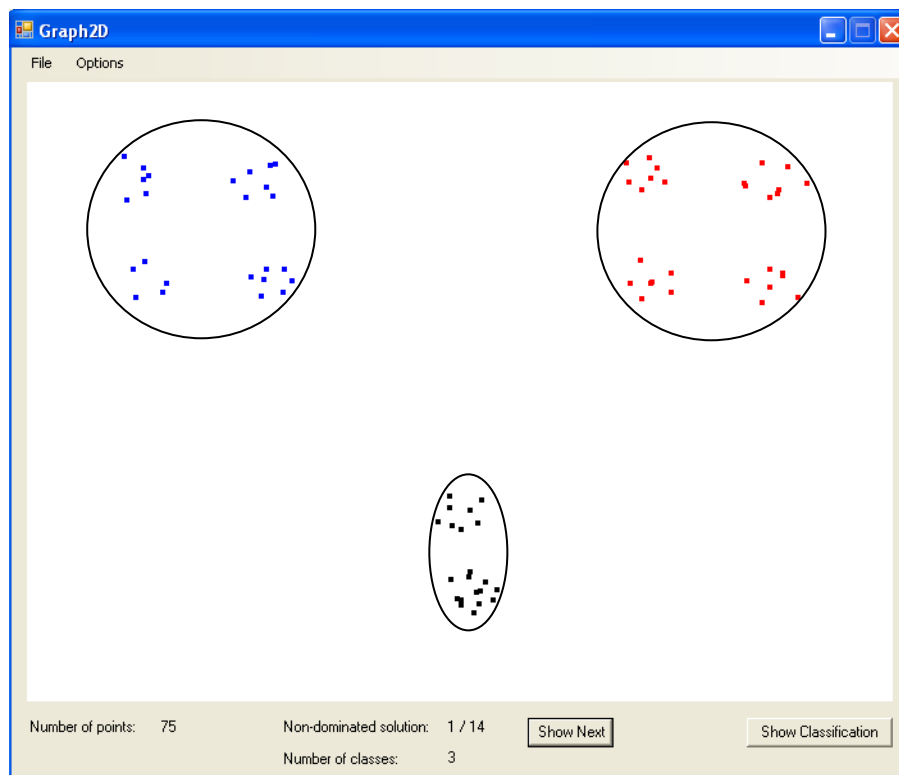 Graph2D
File Options
Number of points: 75 Non-dominated solution: 1 / 14 Show Next Show Classification
Number of classes: 3